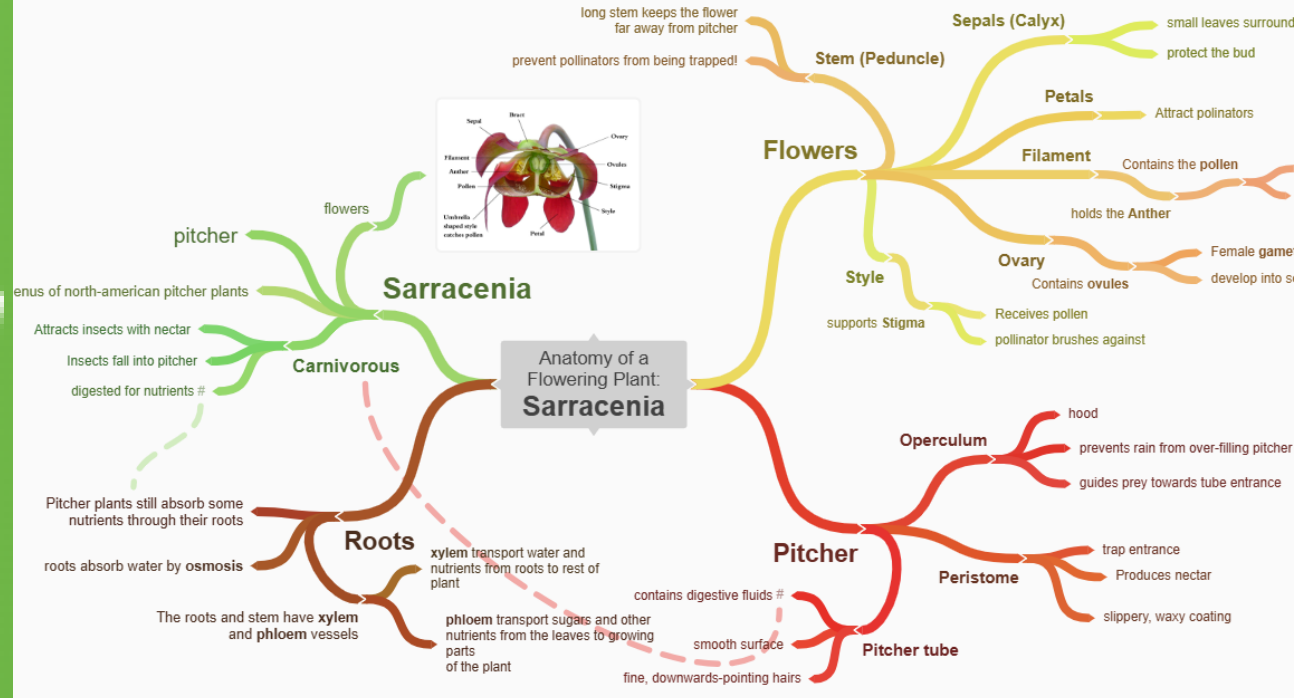 long stem keeps the flower
far away from pitcher
prevent pollinators from being trapped!
Stem (Peduncle)
Sepals (Calyx)
small leaves surround
protect the bud
Petals
Attract polinators
Flowers
Filament
Contains the pollen
holds the Anther
Ovary
Contains ovules
Female gamet
develop into se
Style
supports Stigma
Receives pollen
pollinator brushes against
Sepal
Bract
Ovary
Filament
Ovules
Anther
Pollen
Stigma
Style
Umbrella
shaped style
catches pollen
Petal
flowers
pitcher
enus of north-american pitcher plants
Sarracenia
Attracts insects with nectar
Insects fall into pitcher
digested for nutrients #
Carnivorous
Anatomy of a
Flowering Plant:
Sarracenia
Pitcher plants still absorb some
nutrients through their roots
roots absorb water by osmosis
Roots
The roots and stem have xylem
and phloem vessels
xylem transport water and
nutrients from roots to rest of
plant
phloem transport sugars and other
nutrients from the leaves to growing
parts
of the plant
Pitcher
Operculum
hood
prevents rain from over-filling pitcher
guides prey towards tube entrance
Peristome
trap entrance
Produces nectar
slippery, waxy coating
Pitcher tube
contains digestive fluids #
smooth surface
fine, downwards-pointing hairs